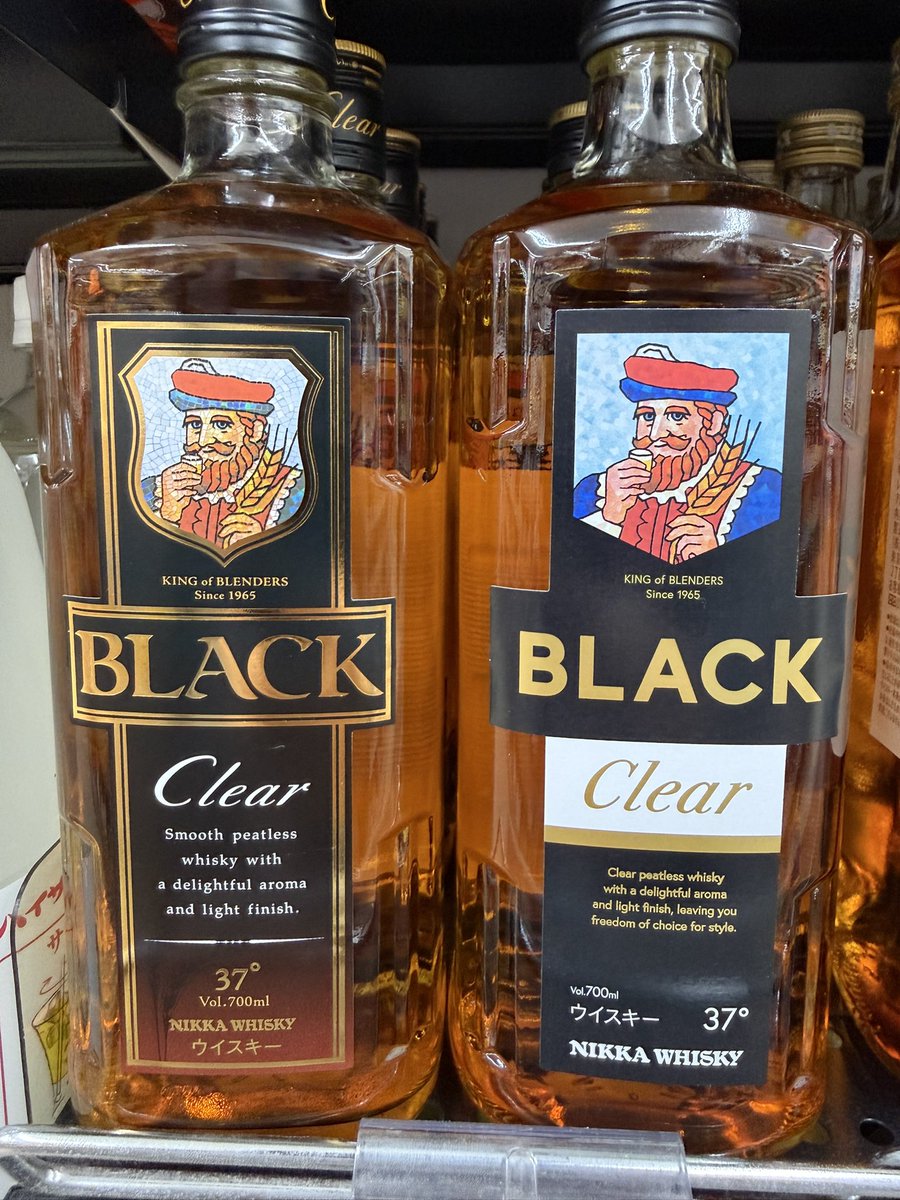 Clear
KING of BLENDERS
Since 1965
BLACK
Clear
Smooth peatless
whisky with
a delightful aroma
and light finish.
37°
Vol.700ml
NIKKA WHISKY
ウイスキー
KING of BLENDERS
Since 1965
BLACK
Clear
Clear peatless whisky
with a delightful aroma
and light finish, leaving you
freedom of choice for style.
Vol.700ml
ウイスキー 37°
NIKKA WHISKY